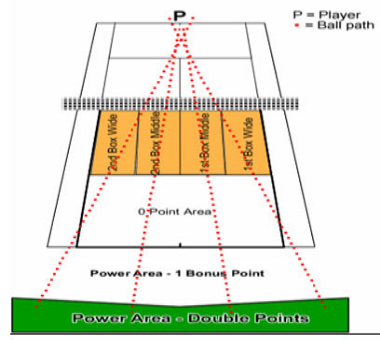 P
P = Player
• = Ball path
2nd Box Wide
2nd Box Middle
1st Box Middle
1st Box Wide
0 Point Area
Power Area - 1 Bonus Point
Power Area - Double Points